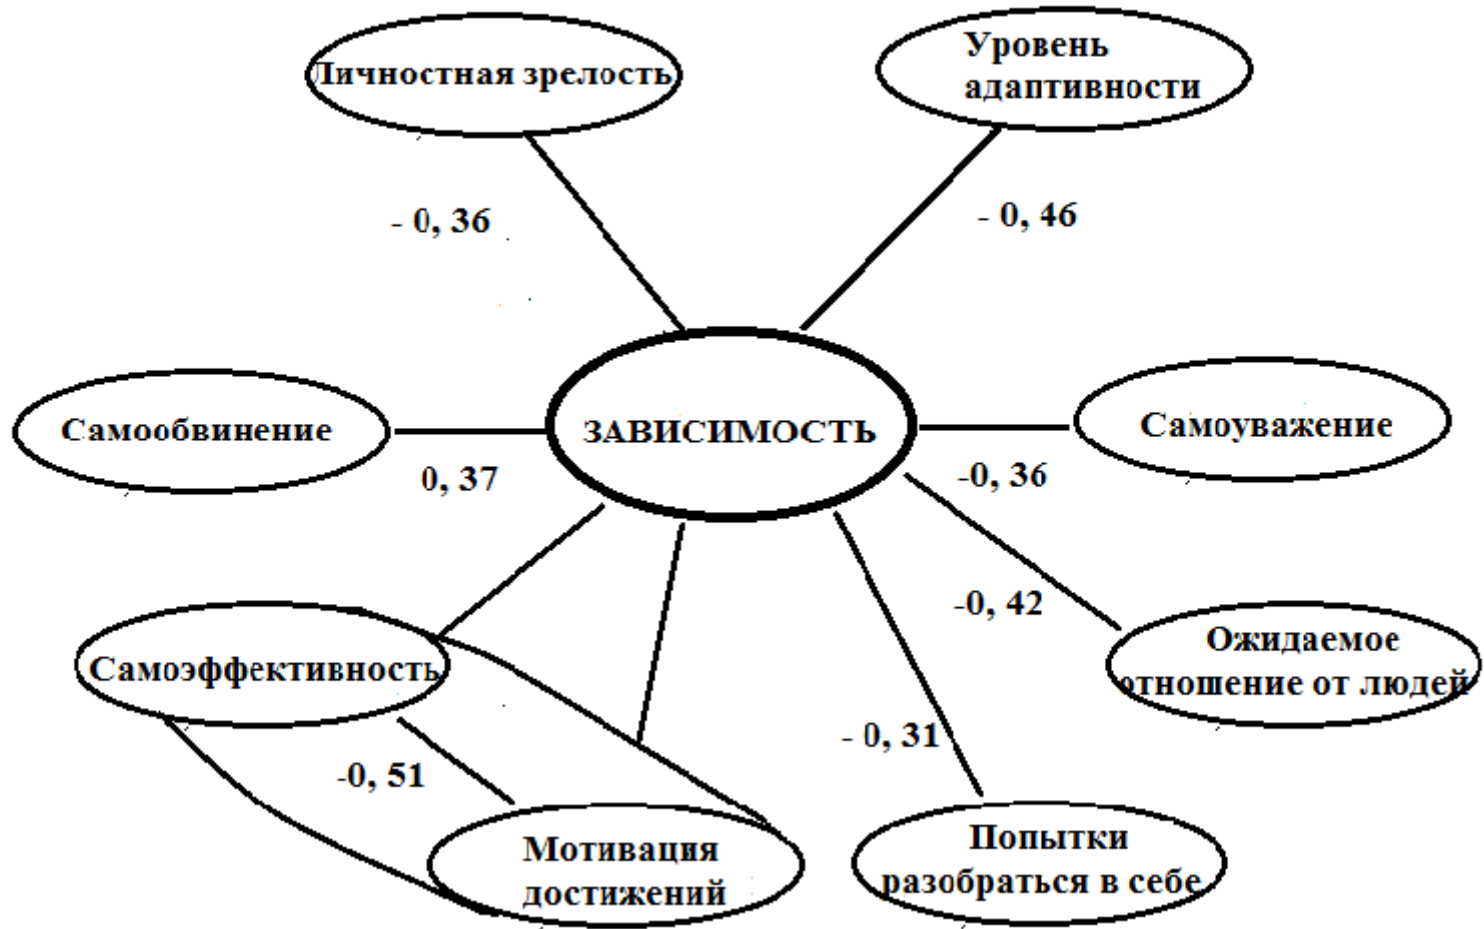 Личностная зрелость
Уровень
адаптивности
- 0, 36
- 0, 46
Самообвинение
ЗАВИСИМОСТЬ
Самоуважение
0, 37
-0, 36
-0, 42
Самоэффективность
Ожидаемое
отношение от людей
-0, 51
- 0, 31
Мотивация
достижений
Попытки
разобраться в себе